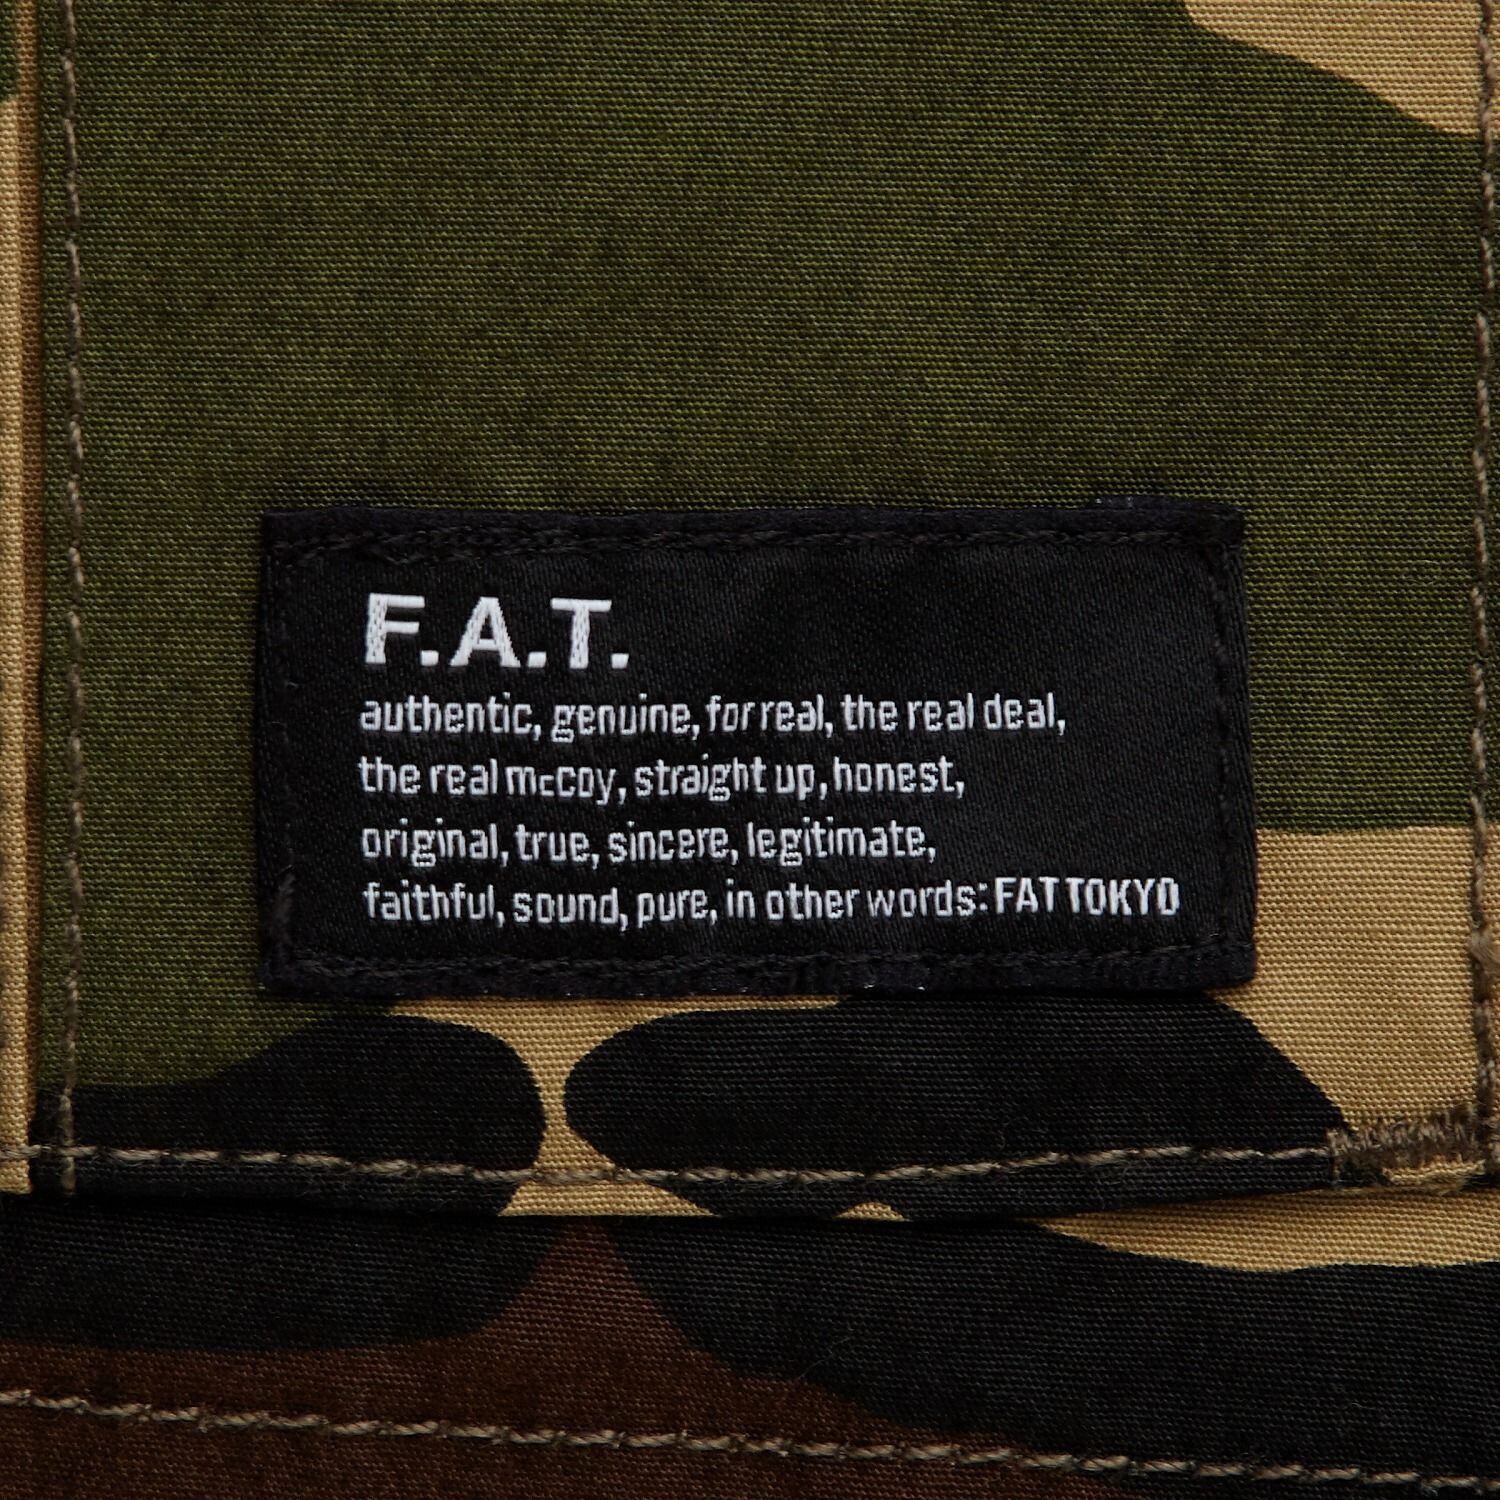 F.A.T.
authentic, genuine, for real, the real deal,
the real mccoy, straight up, honest,
original, true, sincere, legitimate,
faithful, sound, pure, in other words: FAT TOKYO